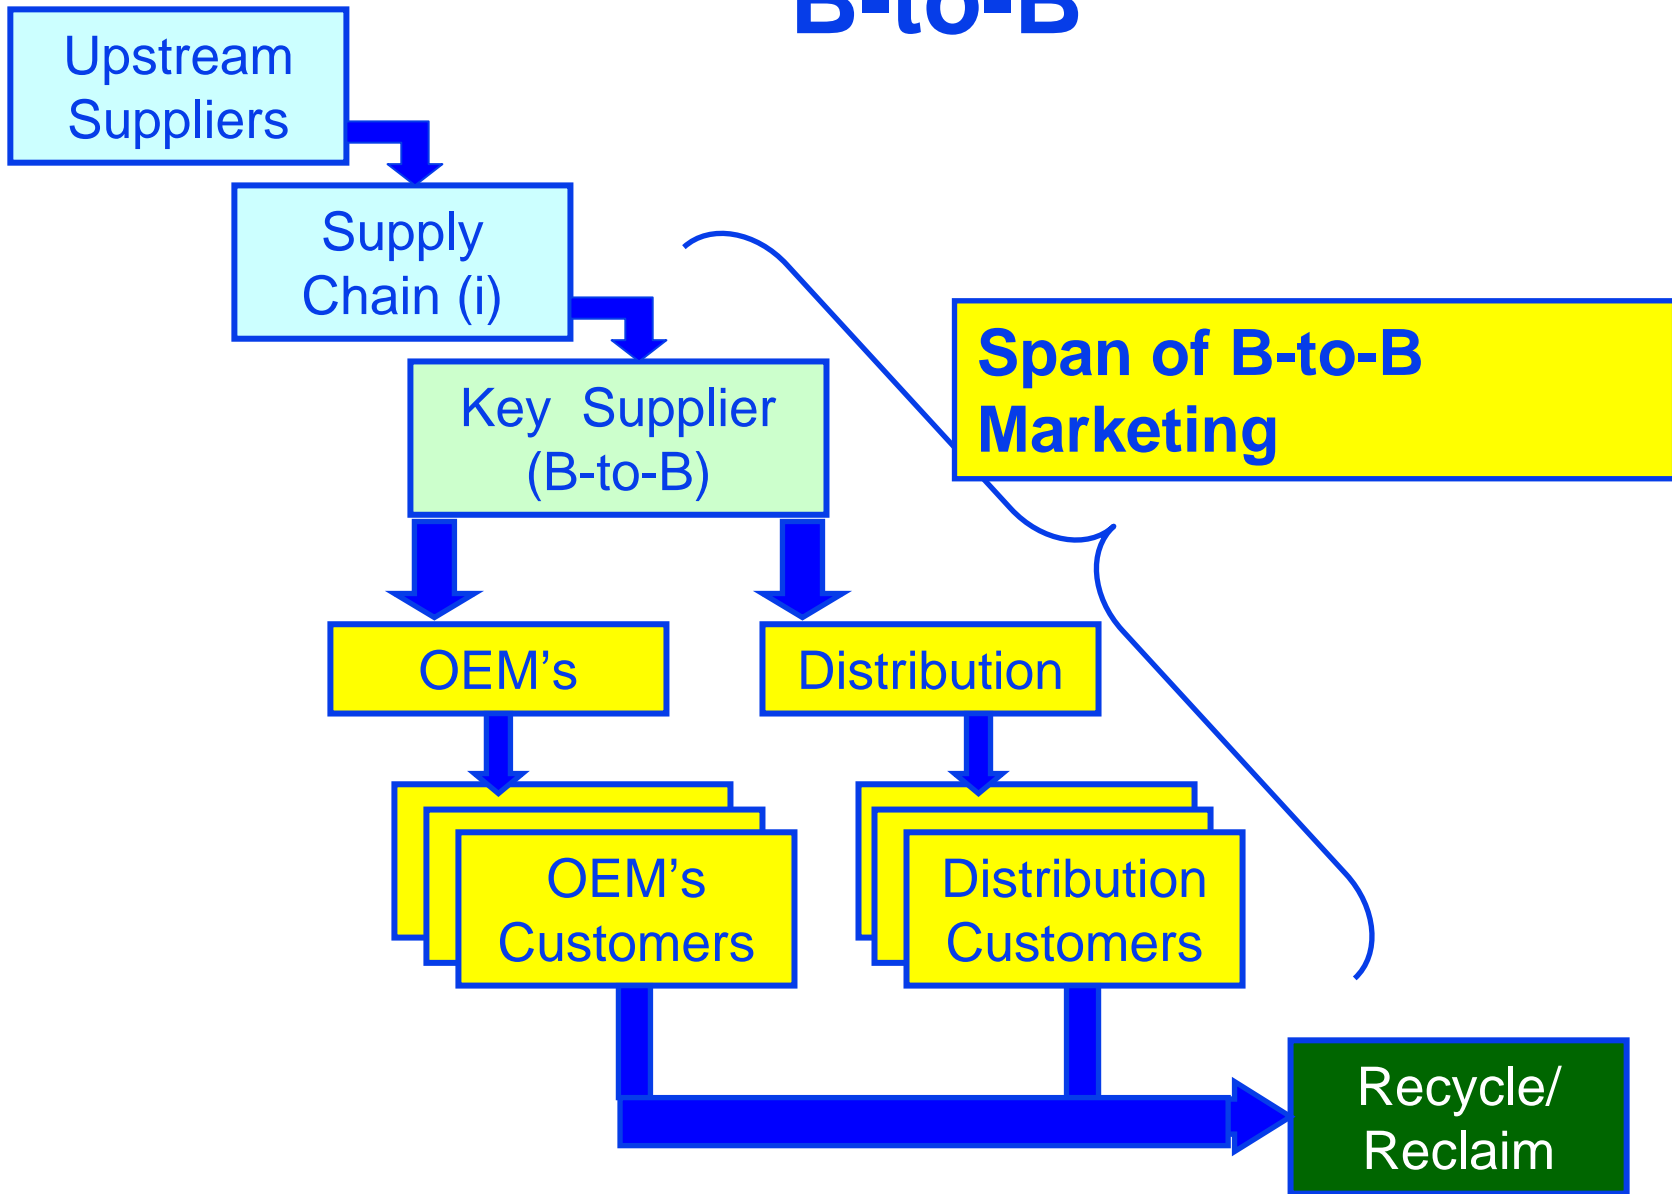 B-to-B
Upstream
Suppliers
Supply
Chain (i)
Span of B-to-B
Marketing
Key Supplier
(B-to-B)
OEM’s
Distribution
OEM’s
Customers
Distribution
Customers
Recycle/
Reclaim